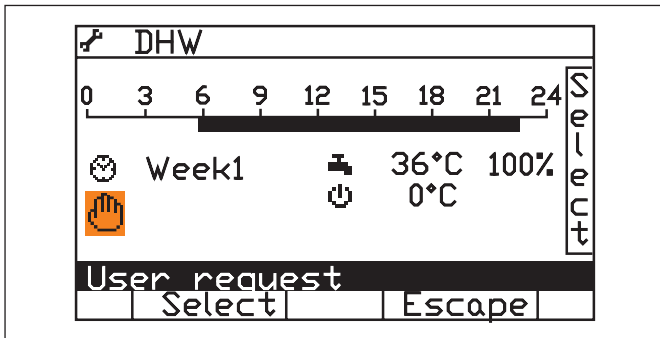 DHW
0 3 6 9 12 15 18 21 24
Week1 36°C 100%
0°C
User request
Select Escape
Select